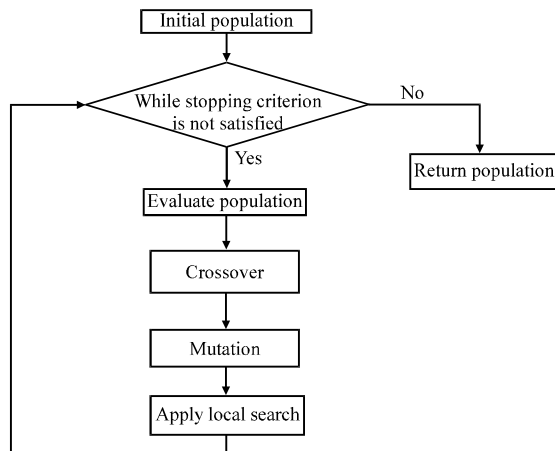 Initial population
While stopping criterion
is not satisfied
No
Yes
Return population
Evaluate population
Crossover
Mutation
Apply local search